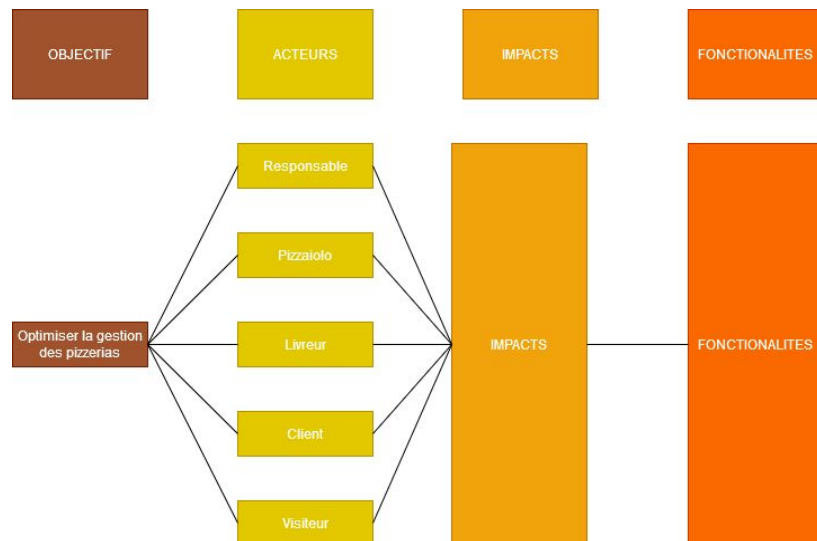 OBJECTIF
ACTEURS
IMPACTS
FONCTIONALITES
Responsable
Pizzaiolo
Optimiser la gestion
des pizzerias
Livreur
IMPACTS
FONCTIONALITES
Client
Visiteur